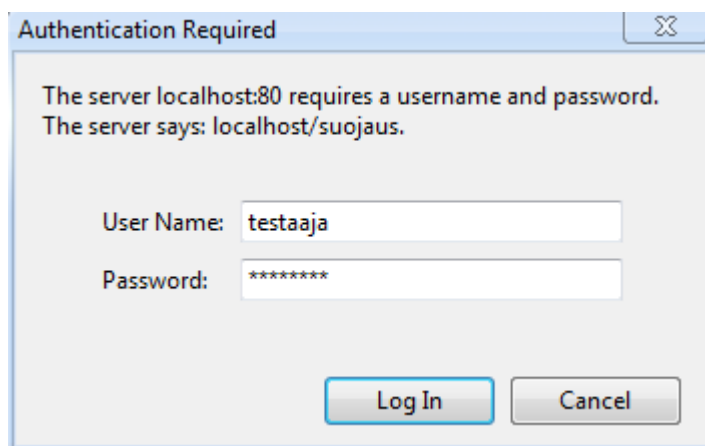 Authentication Required
The server localhost:80 requires a username and password.
The server says: localhost/suojaus.
User Name: testaaja
Password: ********
Log In Cancel